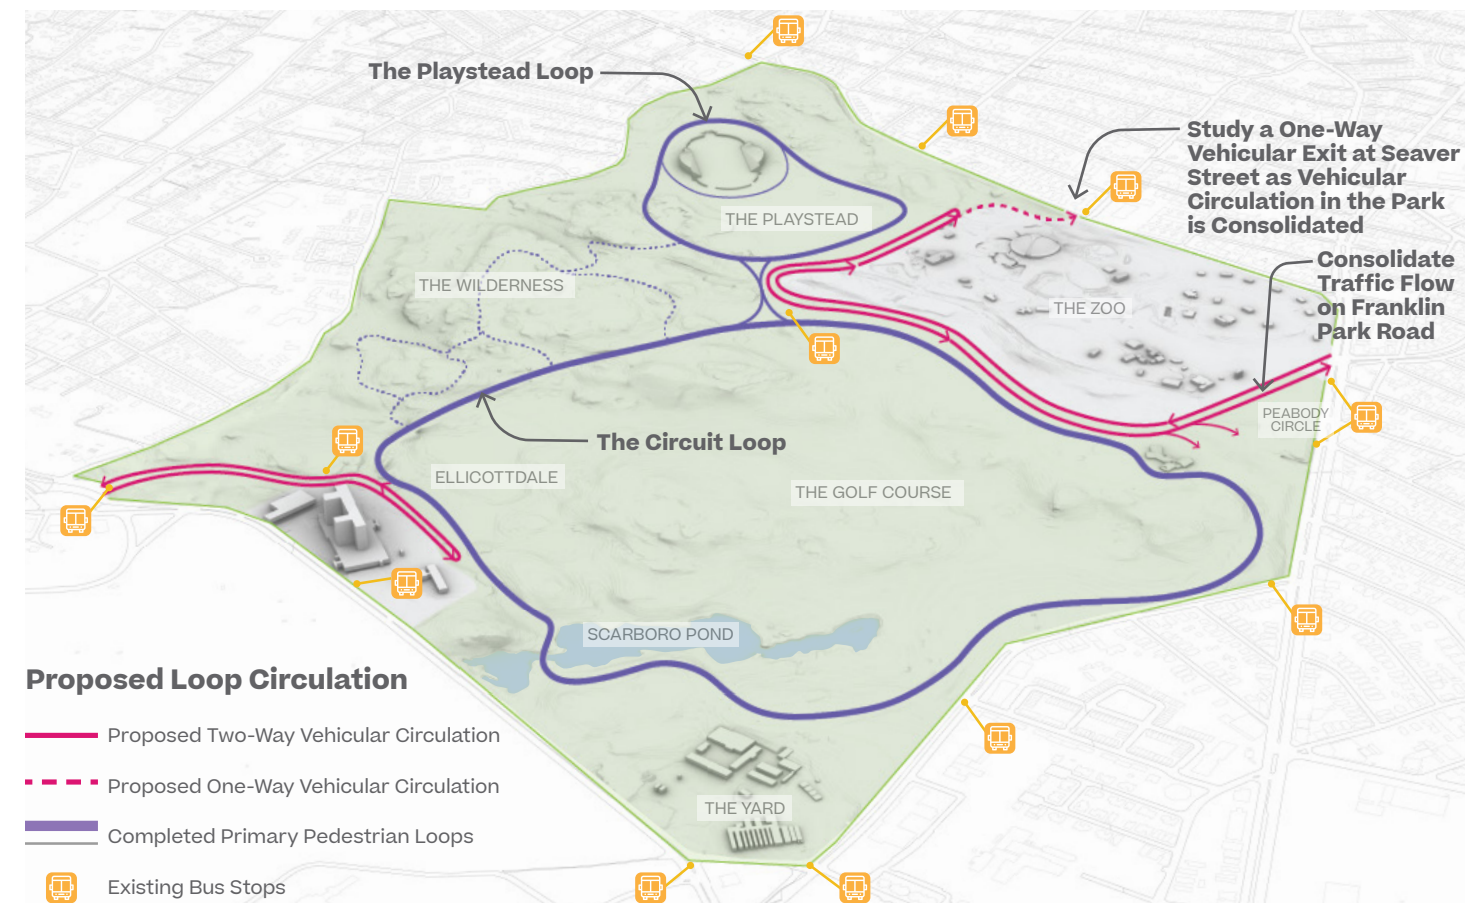 The Playstead Loop
Study a One-Way
Vehicular Exit at Seaver
Street as Vehicular
Circulation in the Park
is Consolidated
THE PLAYSTEAD
Consolidate
Traffic Flow
on Franklin
Park Road
THE WILDERNESS
THE ZOO
PEABODY
CIRCLE
The Circuit Loop
ELLICOTTDALE
THE GOLF COURSE
SCARBORO POND
THE YARD
Proposed Loop Circulation
Proposed Two-Way Vehicular Circulation
Proposed One-Way Vehicular Circulation
Completed Primary Pedestrian Loops
Existing Bus Stops